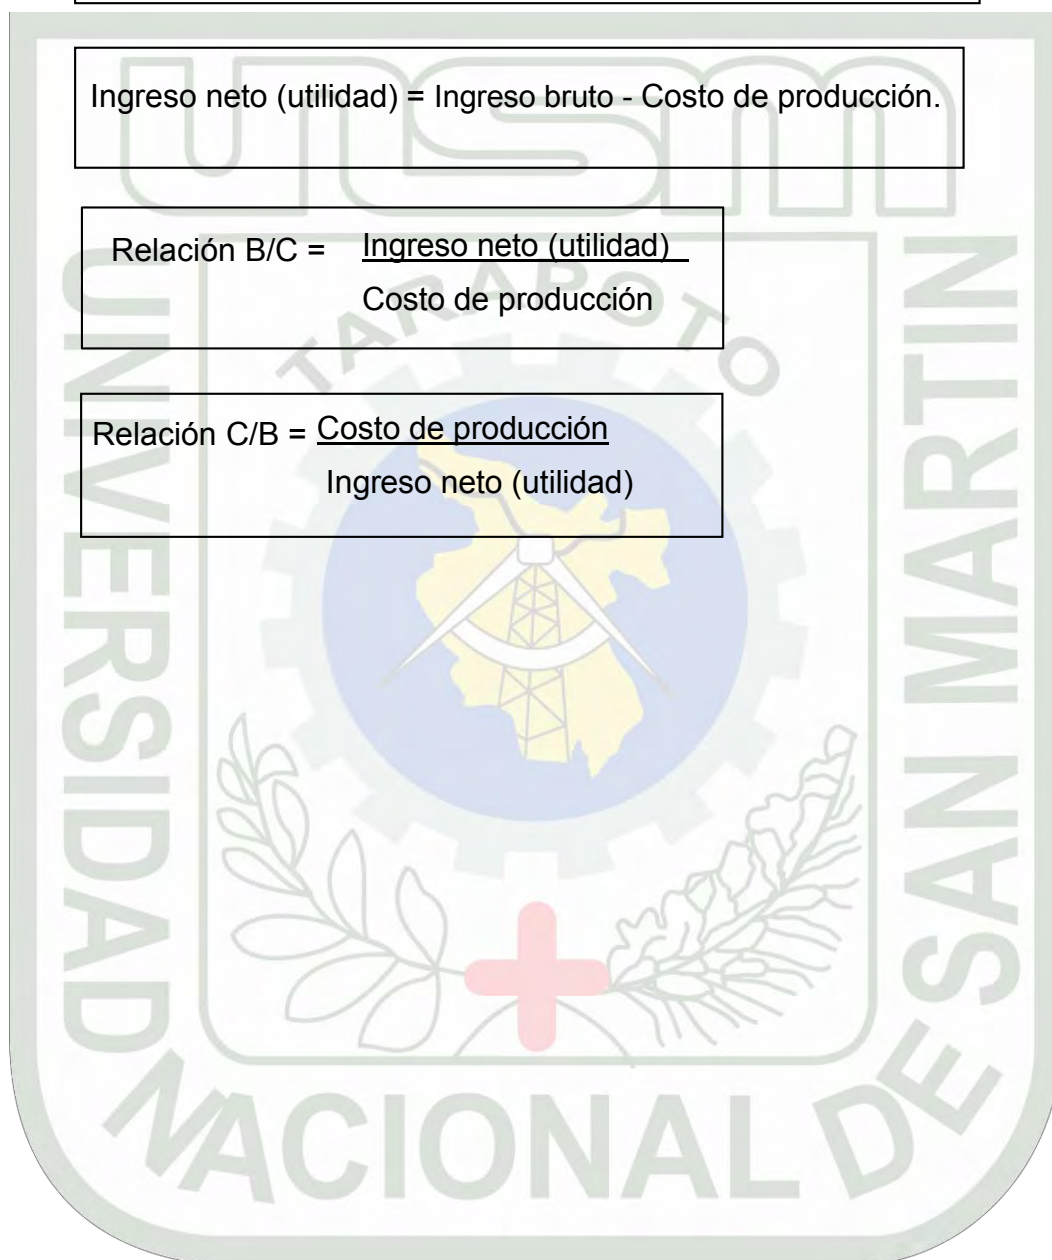 Ingreso neto (utilidad) = Ingreso bruto - Costo de producción.
Relación B/C = Ingreso neto (utilidad)
Costo de producción
Relación C/B = Costo de producción
Ingreso neto (utilidad)
unsm
TARAPOTO
UNIVERSIDAD NACIONAL DE SAN MARTIN